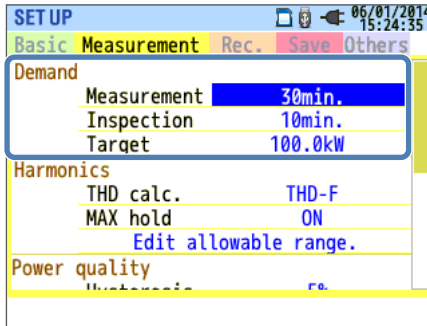 SET UP 06/01/2014
15:24:35
Basic Measurement Rec. Save Others
Demand
Measurement 30min.
Inspection 10min.
Target 100.0kW
Harmonics
THD calc. THD-F
MAX hold ON
Edit allowable range.
Power quality